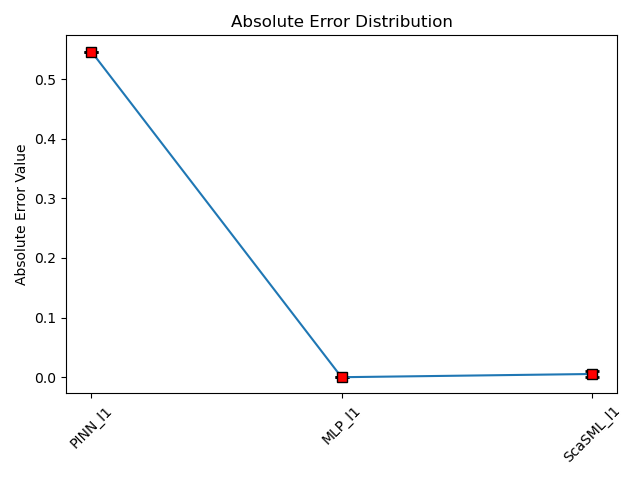 Absolute Error Distribution
Absolute Error Value
0.5
0.4
0.3
0.2
0.1
0.0
PINN_l1
MLP_l1
ScaSML_l1